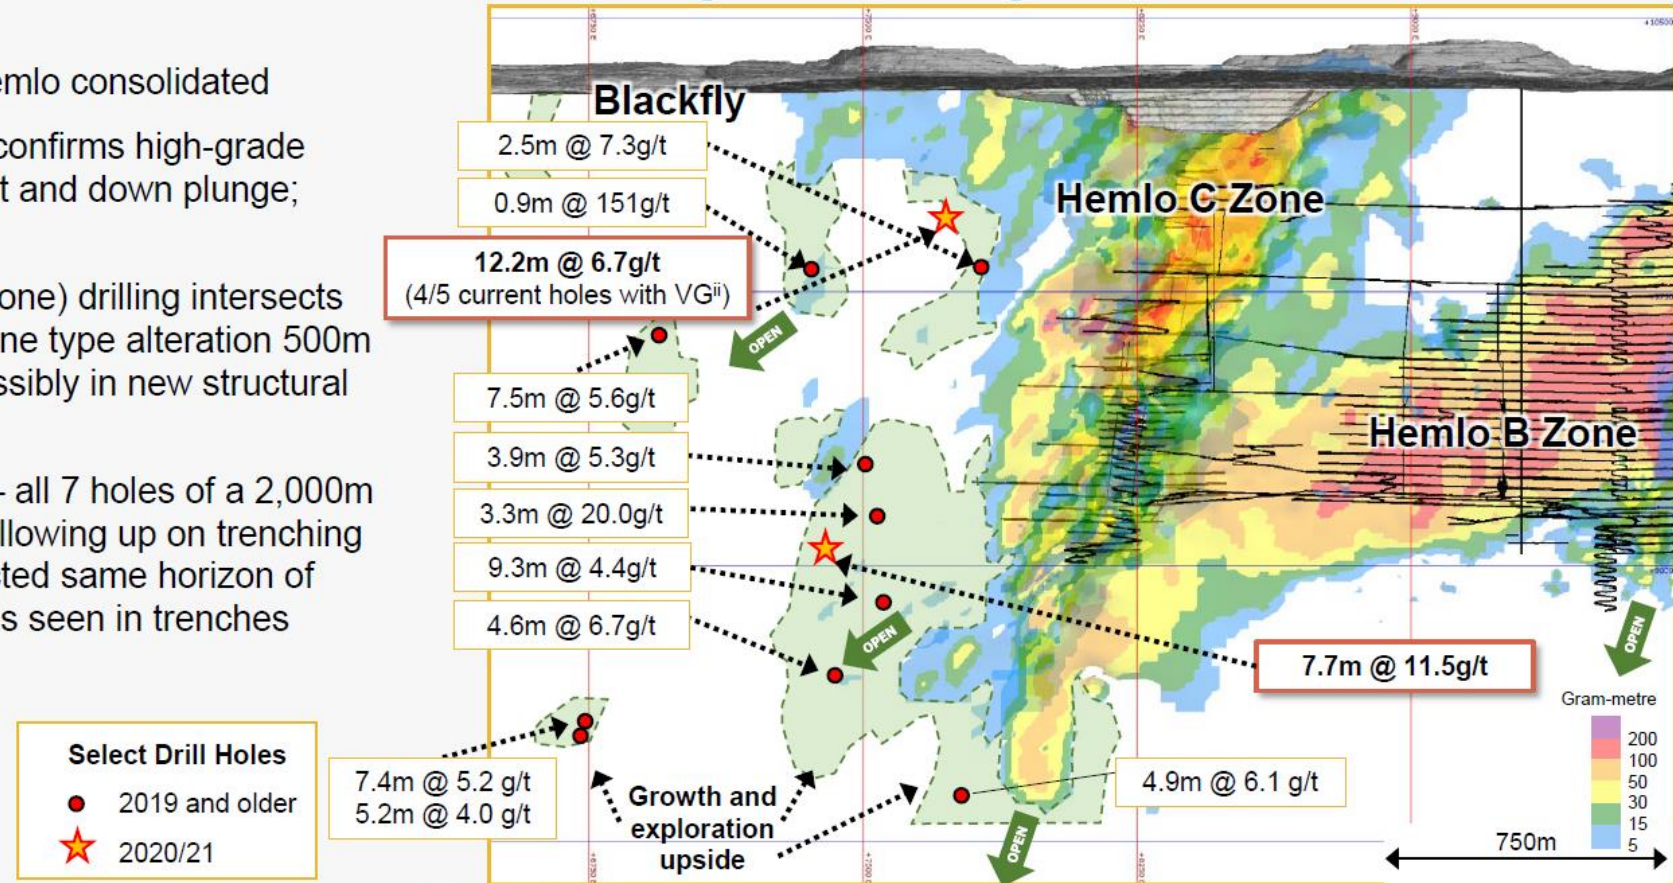 emlo consolidated
confirms high-grade
t and down plunge;
one) drilling intersects
ne type alteration 500m
ssibly in new structural
- all 7 holes of a 2,000m
llowing up on trenching
cted same horizon of
s seen in trenches
Select Drill Holes
2019 and older
2020/21
Blackfly
2.5m @ 7.3g/t
0.9m @ 151g/t
12.2m @ 6.7g/t
(4/5 current holes with VGii)
OPEN
7.5m @ 5.6g/t
3.9m @ 5.3g/t
3.3m @ 20.0g/t
9.3m @ 4.4g/t
4.6m @ 6.7g/t
OPEN
7.4m @ 5.2 g/t
5.2m @ 4.0 g/t
Growth and
exploration
upside
Hemlo C Zone
Hemlo B Zone
7.7m @ 11.5g/t
4.9m @ 6.1 g/t
OPEN
OPEN
Gram-metre
200
100
50
30
15
5
750m